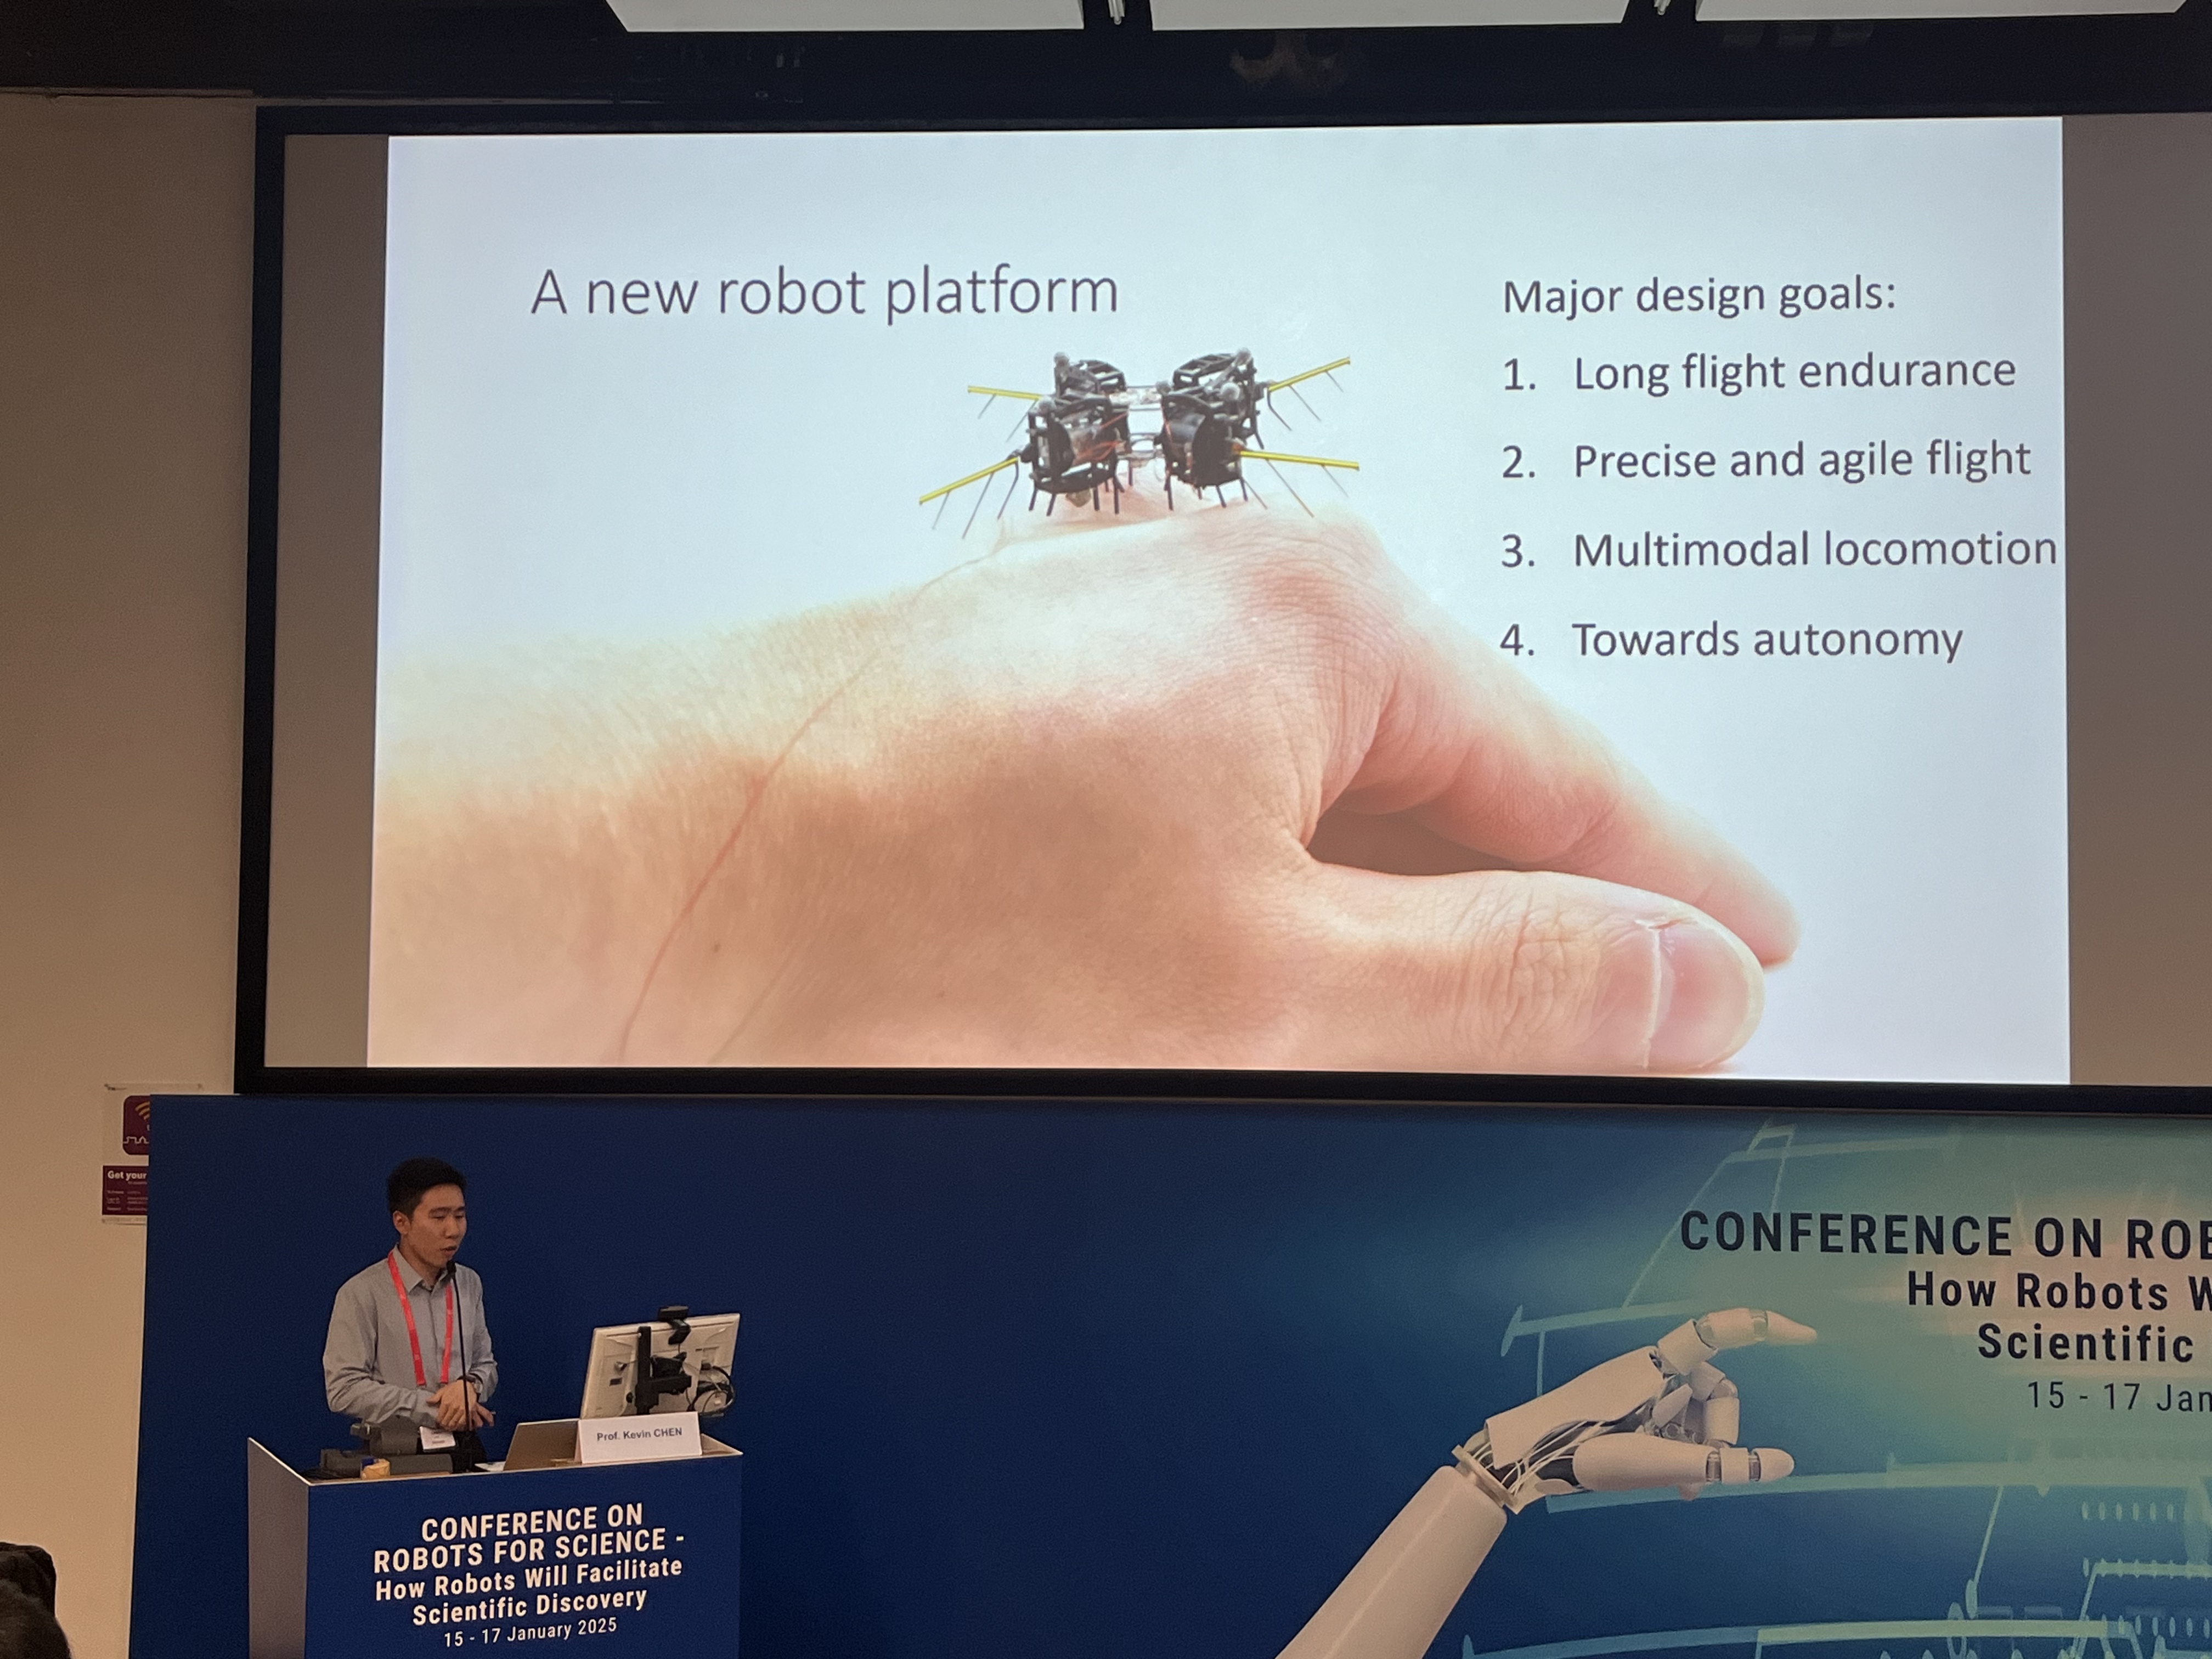 A new robot platform
Major design goals:
1. Long flight endurance
2. Precise and agile flight
3. Multimodal locomotion
4. Towards autonomy
Get your
Prof. Kevin CHEN
CONFERENCE ON
ROBOTS FOR SCIENCE -
How Robots Will Facilitate
Scientific Discovery
15 - 17 January 2025
CONFERENCE ON ROB
How Robots W
Scientific
15 - 17 Jan